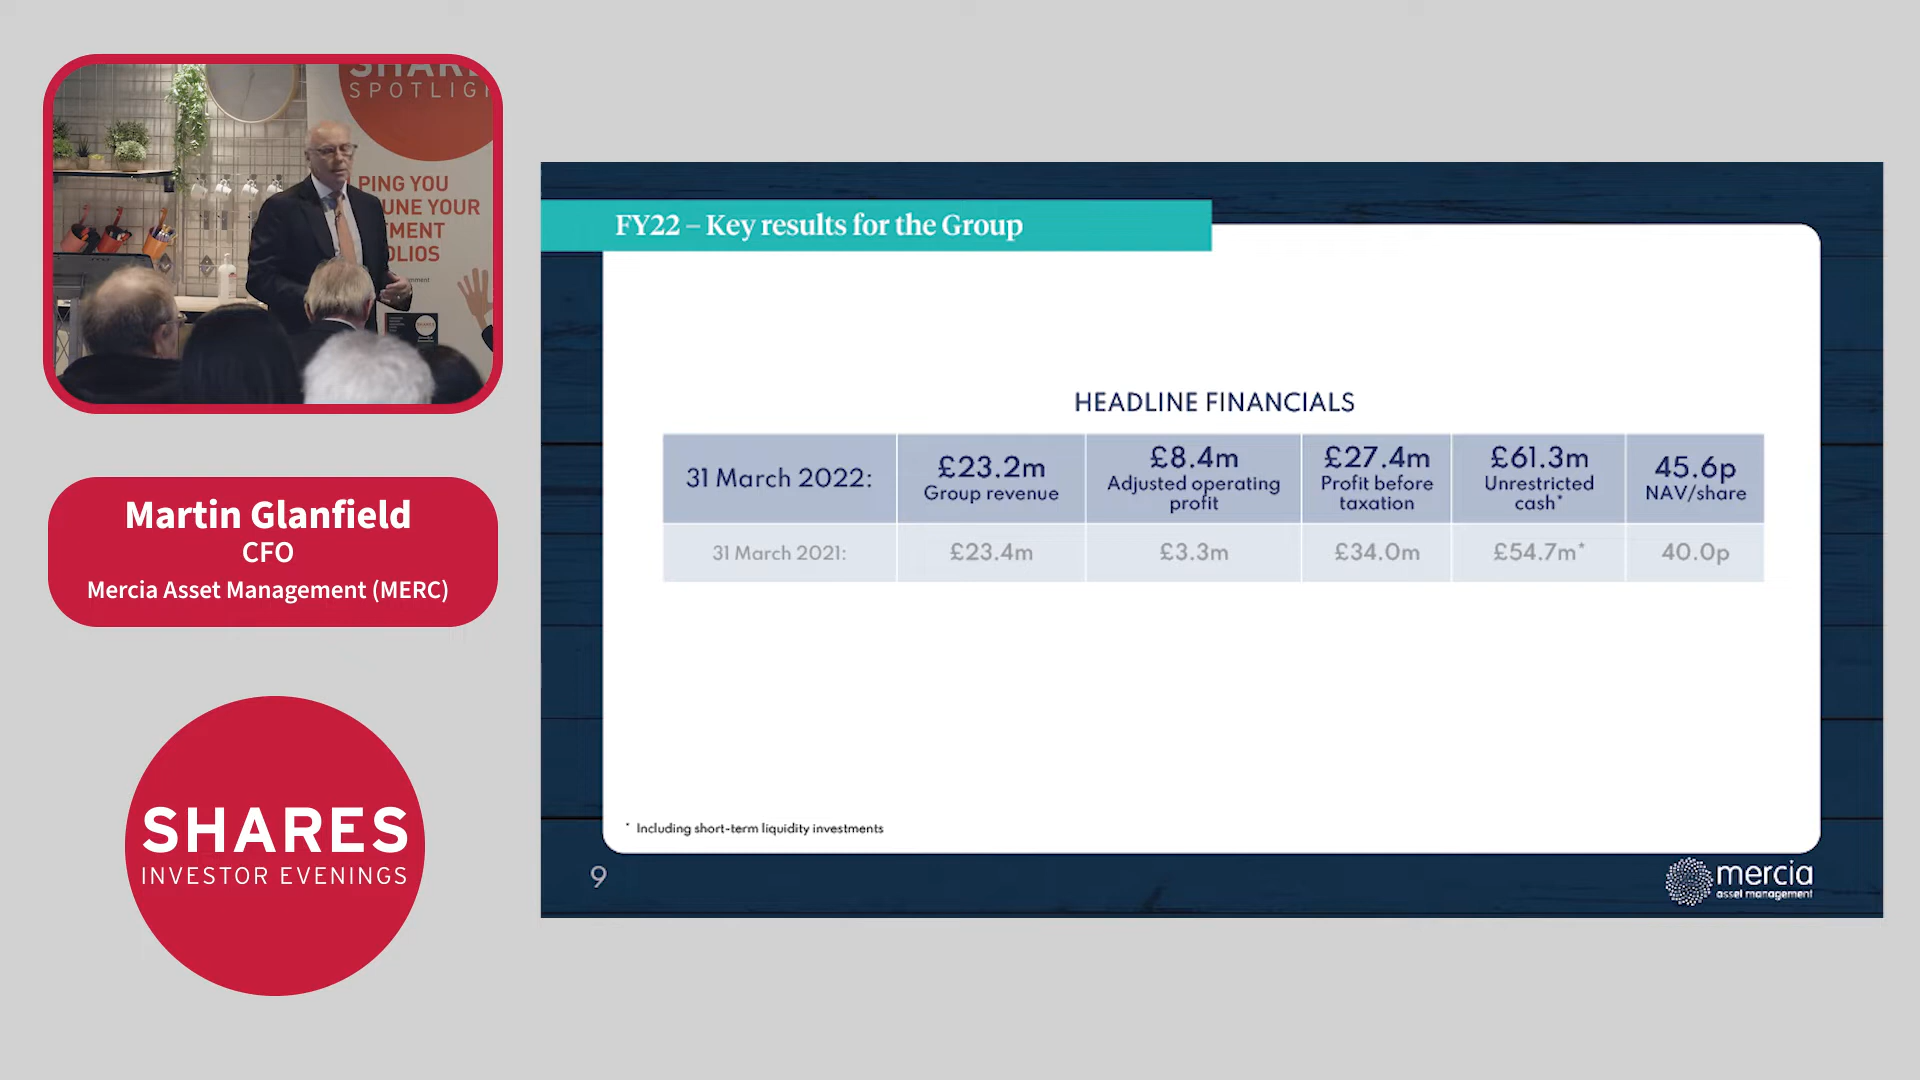 SPOTLIGH
PING YOU
UNE YOUR
TMENT
OLIOS
Martin Glanfield
CFO
Mercia Asset Management (MERC)
SHARES
INVESTOR EVENINGS
FY22 – Key results for the Group
HEADLINE FINANCIALS
31 March 2022:
£23.2m
Group revenue
£8.4m
Adjusted operating
profit
£27.4m
Profit before
taxation
£61.3m
Unrestricted
cash*
45.6p
NAV/share
31 March 2021:
£23.4m
£3.3m
£34.0m
£54.7m*
40.0p
* Including short-term liquidity investments
9
mercia
asset management